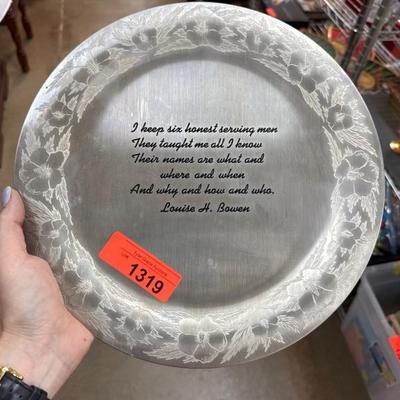 I keep six honest serving men
They taught me all I know
Their names are what and
where and when
And why and how and who.
Louise H. Bowen
1319